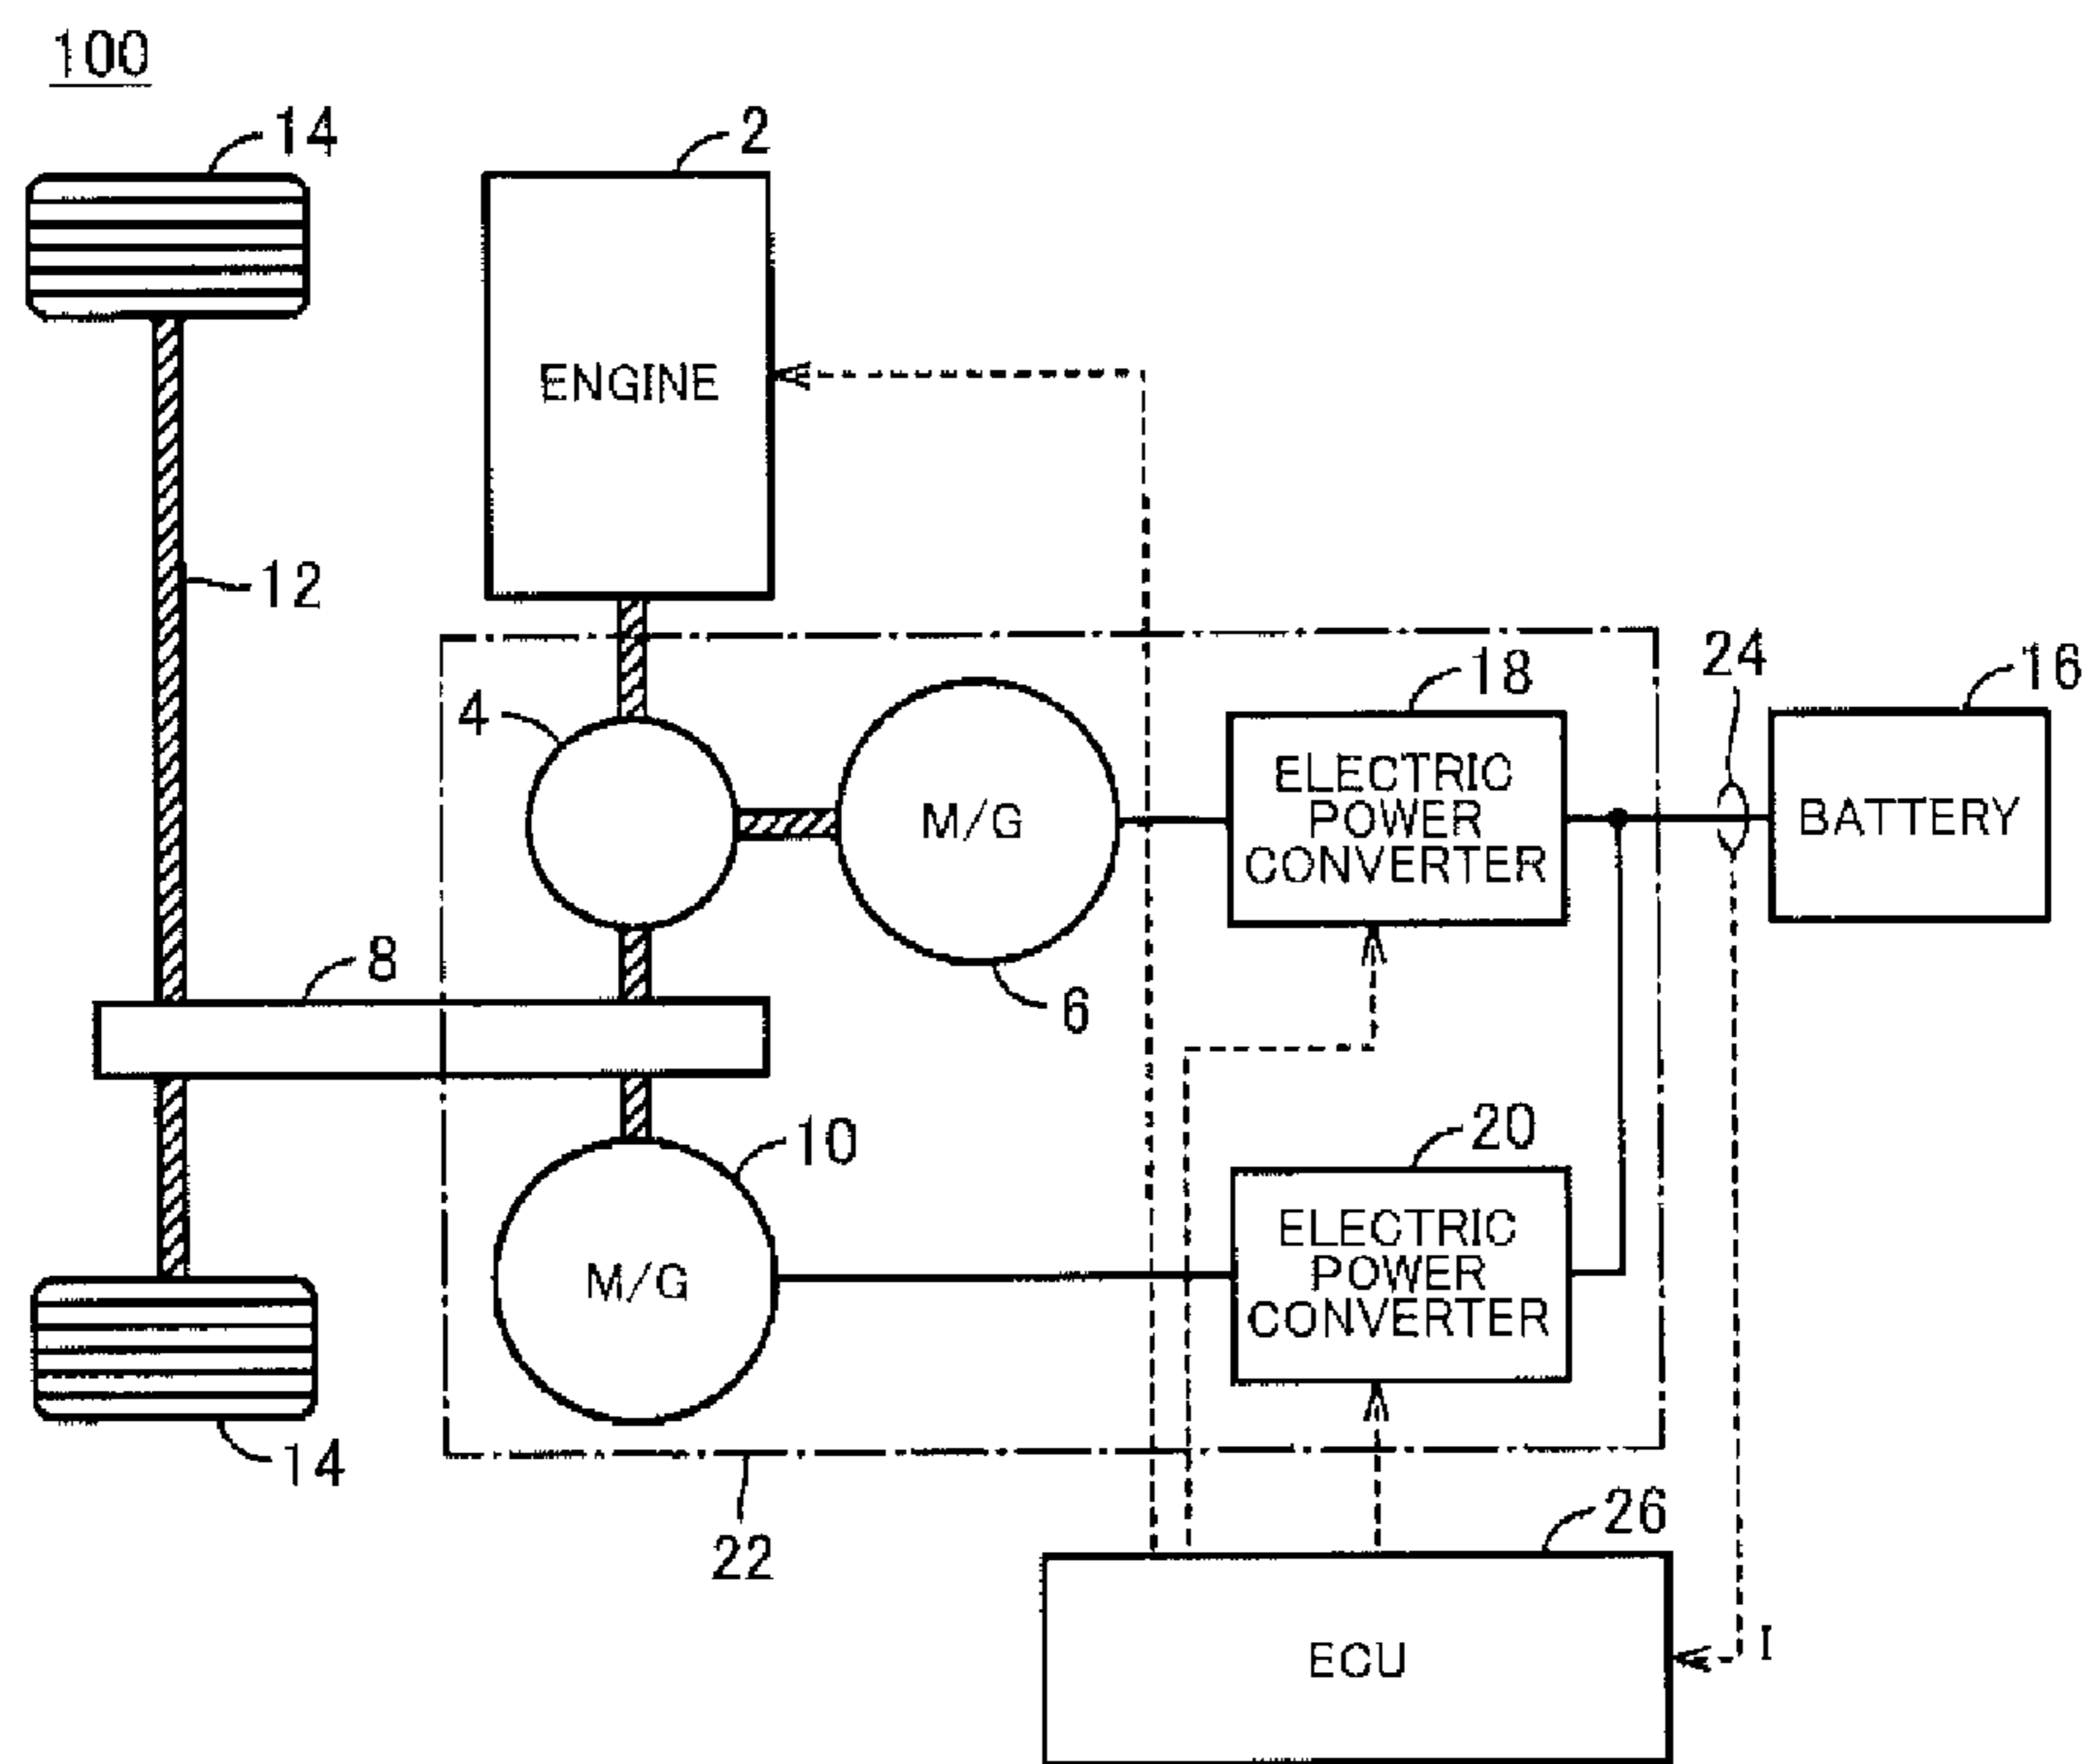 100
14
2
ENGINE
12
4
M/G
18
ELECTRIC
POWER
CONVERTER
24
16
BATTERY
8
6
10
M/G
20
ELECTRIC
POWER
CONVERTER
14
22
26
ECU
I